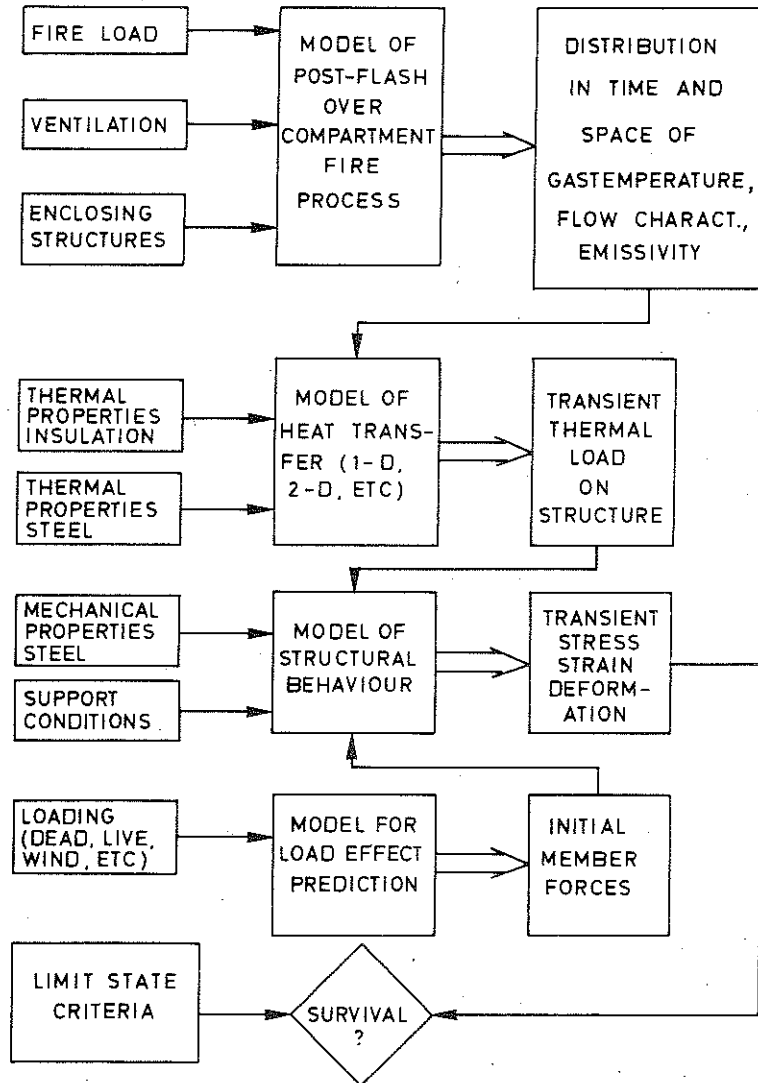 FIRE LOAD
VENTILATION
ENCLOSING
STRUCTURES
MODEL OF
POST-FLASH
OVER
COMPARTMENT
FIRE
PROCESS
DISTRIBUTION
IN TIME AND
SPACE OF
GASTEMPERATURE,
FLOW CHARACT.,
EMISSIVITY
THERMAL
PROPERTIES
INSULATION
THERMAL
PROPERTIES
STEEL
MODEL OF
HEAT TRANS-
FER (1-D,
2-D, ETC)
TRANSIENT
THERMAL
LOAD
ON
STRUCTURE
MECHANICAL
PROPERTIES
STEEL
SUPPORT
CONDITIONS
MODEL OF
STRUCTURAL
BEHAVIOUR
TRANSIENT
STRESS
STRAIN
DEFORM-
ATION
LOADING
(DEAD, LIVE,
WIND, ETC)
MODEL FOR
LOAD EFFECT
PREDICTION
INITIAL
MEMBER
FORCES
LIMIT STATE
CRITERIA
SURVIVAL
?